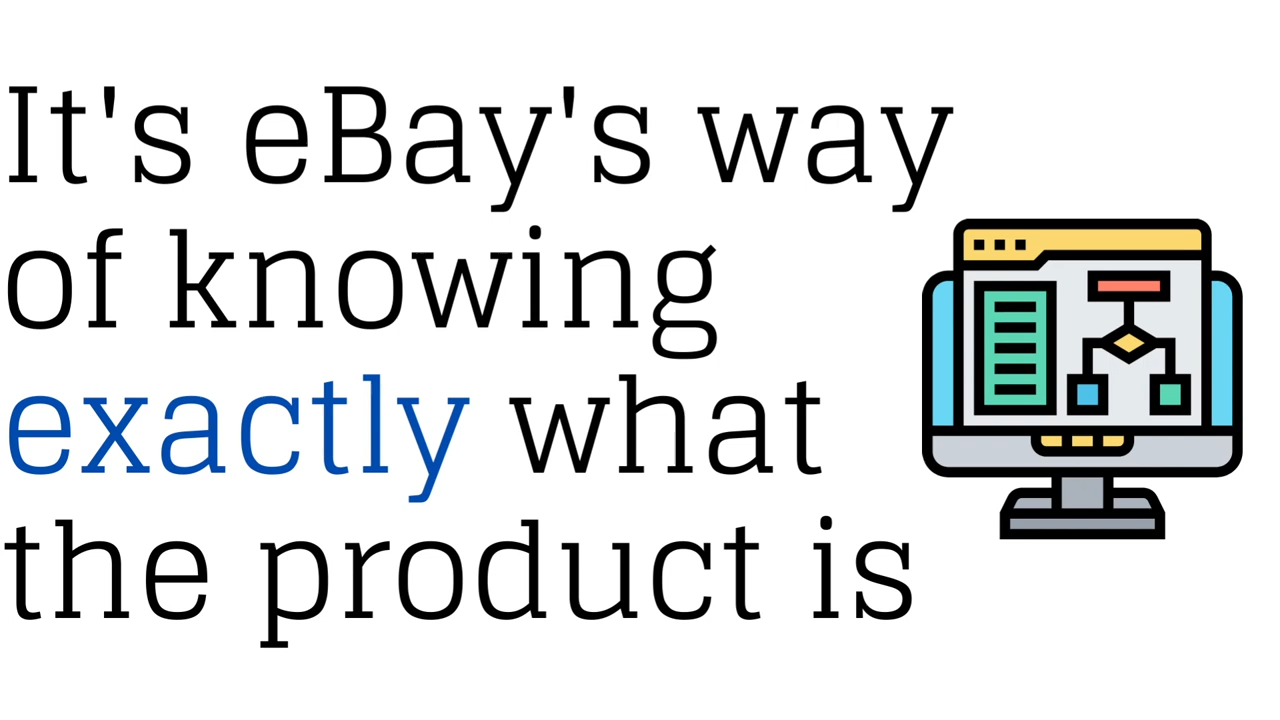 It's eBay's way
of knowing
exactly what
the product is